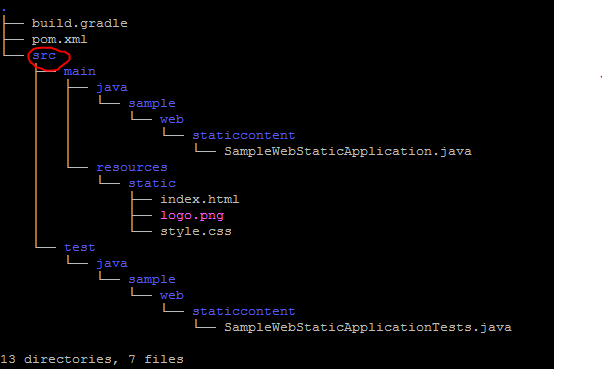 .
├── build.gradle
├── pom.xml
└── src
    ├── main
    │   ├── java
    │   │   └── sample
    │   │       └── web
    │   │           └── staticcontent
    │   │               └── SampleWebStaticApplication.java
    │   └── resources
    │       └── static
    │           ├── index.html
    │           ├── logo.png
    │           └── style.css
    └── test
        └── java
            └── sample
                └── web
                    └── staticcontent
                        └── SampleWebStaticApplicationTests.java
13 directories, 7 files